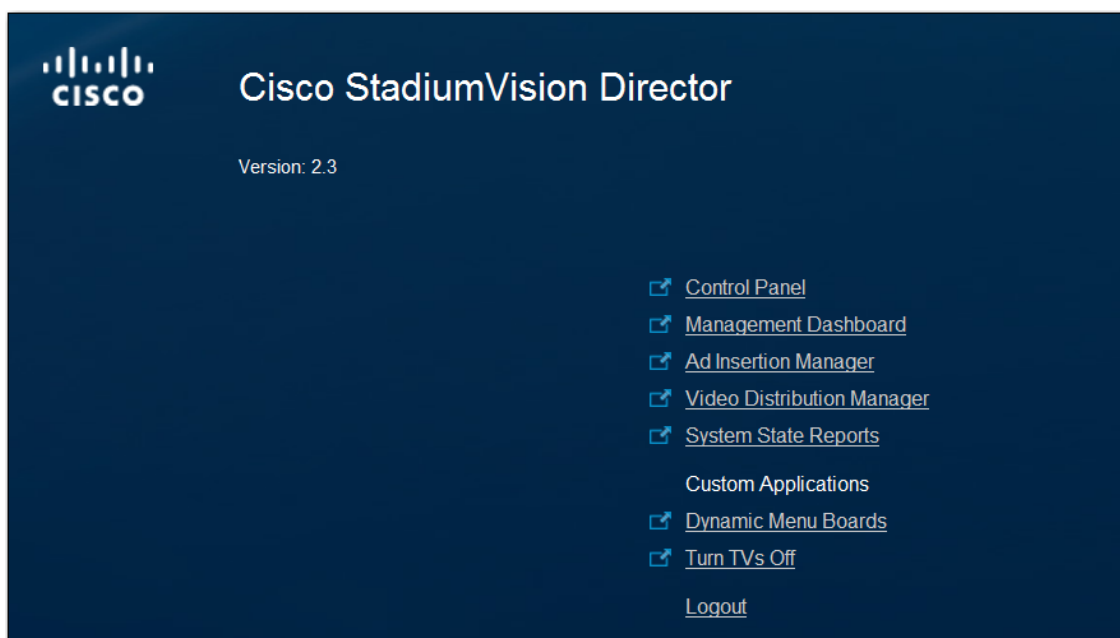 CISCO
Cisco StadiumVision Director
Version: 2.3
Control Panel
Management Dashboard
Ad Insertion Manager
Video Distribution Manager
System State Reports
Custom Applications
Dynamic Menu Boards
Turn TVs Off
Logout